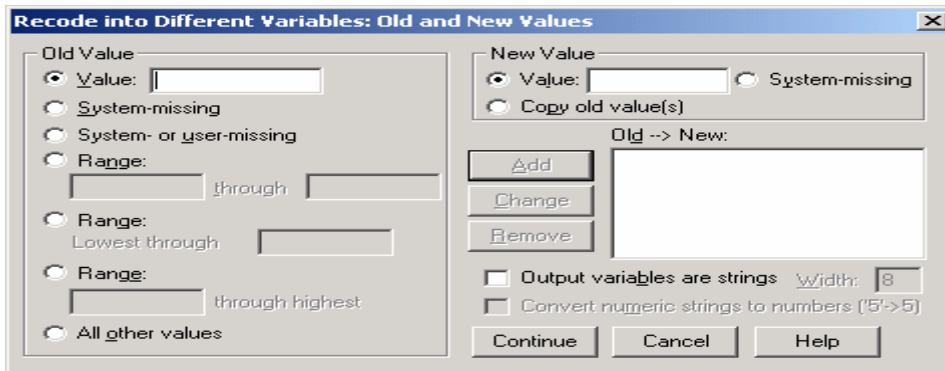 Recode into Different Variables: Old and New Values
Old Value
Value:
System-missing
System- or user-missing
Range:
through
Range:
Lowest through
Range:
through highest
All other values
New Value
Value: System-missing
Copy old value(s)
Old --> New:
Add
Change
Remove
Output variables are strings Width: 8
Convert numeric strings to numbers ('5'->5)
Continue Cancel Help